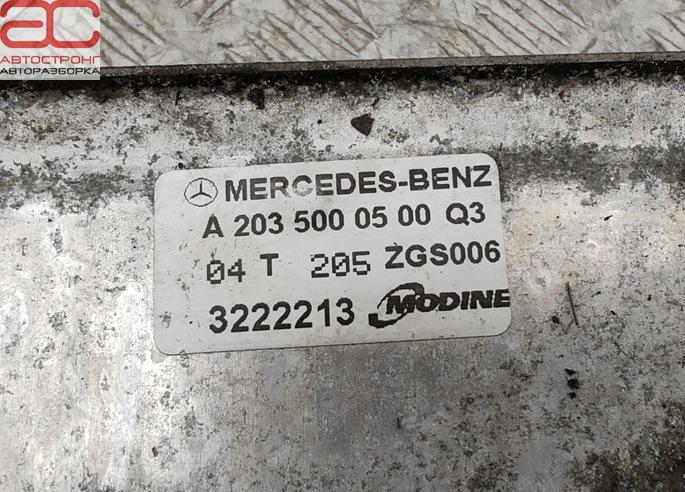 АС
АВТОСТРОНГ
АВТОРАЗБОРКА
MERCEDES-BENZ
A 203 500 05 00 Q3
04 T 205 ZGS006
3222213 MODINE